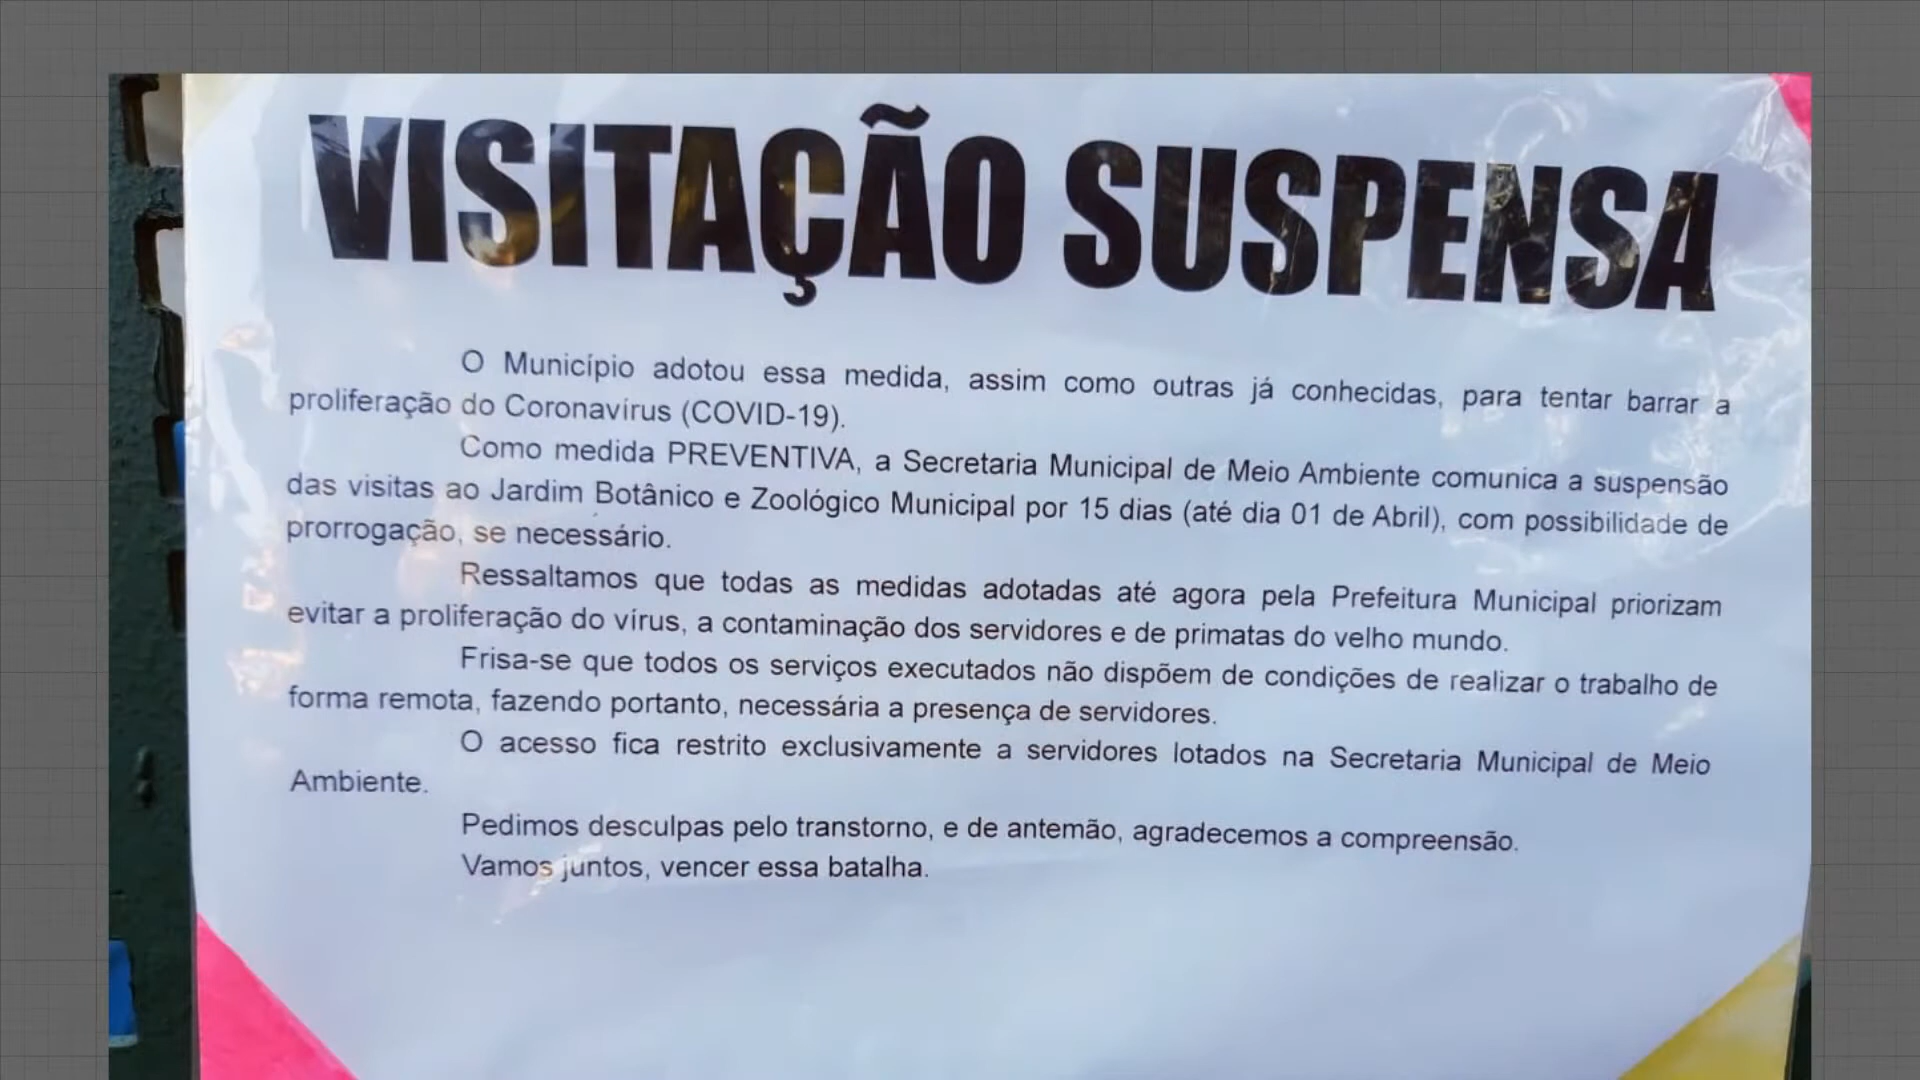 VISITAÇÃO SUSPENSA
O Município adotou essa medida, assim como outras já conhecidas, para tentar barrar a
proliferação do Coronavírus (COVID-19).
Como medida PREVENTIVA, a Secretaria Municipal de Meio Ambiente comunica a suspensão
das visitas ao Jardim Botânico e Zoológico Municipal por 15 dias (até dia 01 de Abril), com possibilidade de
prorrogação, se necessário.
Ressaltamos que todas as medidas adotadas até agora pela Prefeitura Municipal priorizam
evitar a proliferação do vírus, a contaminação dos servidores e de primatas do velho mundo.
Frisa-se que todos os serviços executados não dispõem de condições de realizar o trabalho de
forma remota, fazendo portanto, necessária a presença de servidores.
O acesso fica restrito exclusivamente a servidores lotados na Secretaria Municipal de Meio
Ambiente.
Pedimos desculpas pelo transtorno, e de antemão, agradecemos a compreensão.
Vamos juntos, vencer essa batalha.